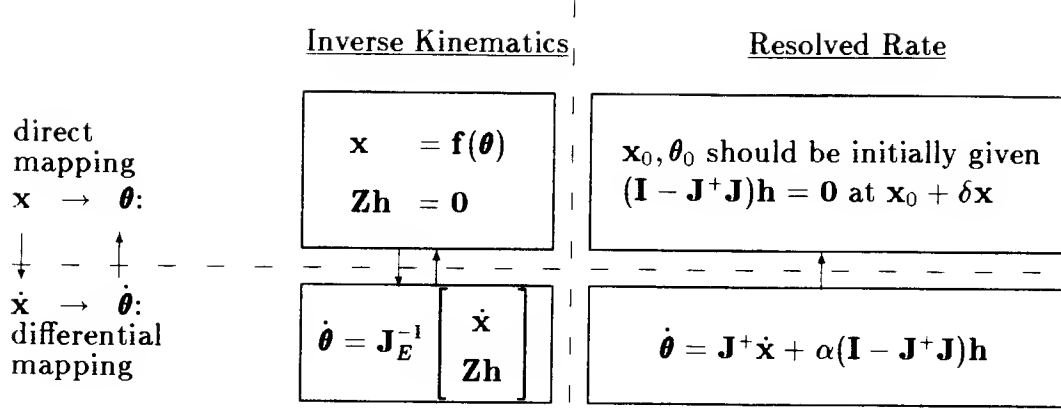 Inverse Kinematics
Resolved Rate
direct
mapping
x → θ:
x = f(θ)
Zh = 0
x₀, θ₀ should be initially given
(I − J⁺J)h = 0 at x₀ + δx
ẋ → θ̇:
differential
mapping
θ̇ = J_E⁻¹ [ ẋ
Zh ]
θ̇ = J⁺ẋ + α(I − J⁺J)h